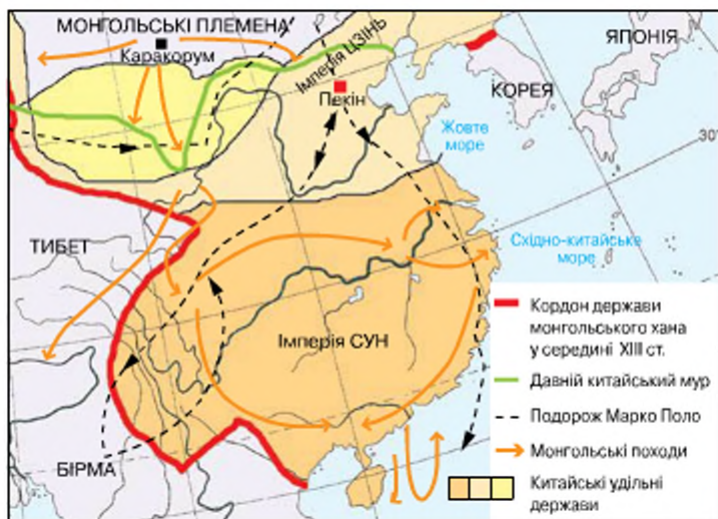 МОНГОЛЬСЬКІ ПЛЕМЕНА
Каракорум
Імперія ЦЗІНЬ
Пекін
ЯПОНІЯ
КОРЕЯ
Жовте
море
30°
ТИБЕТ
Східно-китайське
море
Імперія СУН
БІРМА
Кордон держави
монгольського хана
у середині XIII ст.
Давній китайський мур
Подорож Марко Поло
Монгольські походи
Китайські удільні
держави